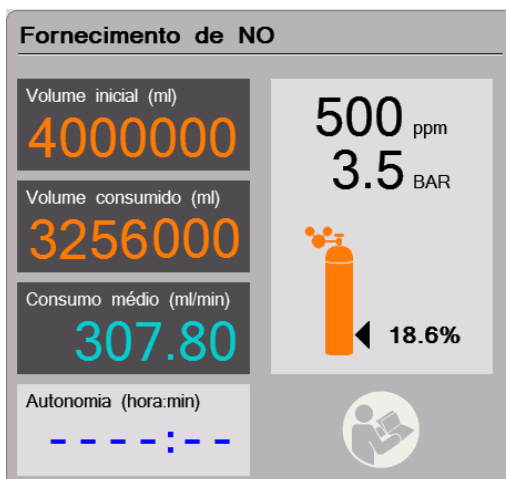 Fornecimento de NO
Volume inicial (ml)
4000000
Volume consumido (ml)
3256000
Consumo médio (ml/min)
307.80
Autonomia (hora:min)
----:--
500 ppm
3.5 BAR
18.6%